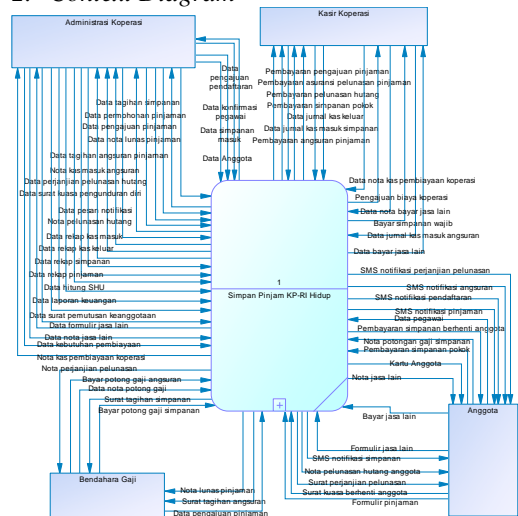 2. Context Diagram
Administrasi Koperasi
Kasir Koperasi
Data
pengajuan
pendaftaran
Data konfirmasi
pegawai
Data simpanan
masuk
Data Anggota
Pembayaran pengajuan pinjaman
Pembayaran asuransi pelunasan pinjaman
Pembayaran pelunasan hutang
Pembayaran simpanan pokok
Data jurnal kas keluar
Data jurnal kas masuk simpanan
Pembayaran angsuran pinjaman
Data tagihan simpanan
Data permohonan pinjaman
Data pengajuan pinjaman
Data nota lunas pinjaman
Data tagihan angsuran pinjaman
Nota kas masuk angsuran
Data perjanjian pelunasan hutang
Data surat kuasa pengunduran diri
Data pesan notifikasi
Nota pelunasan hutang
Data rekap kas masuk
Data rekap kas keluar
Data rekap simpanan
Data rekap pinjaman
Data hitung SHU
Data laporan keuangan
Data surat pemutusan keanggotaan
Data formulir jasa lain
Data nota jasa lain
Data kebutuhan pembiayaan
Nota kas pembiayaan koperasi
Nota perjanjian pelunasan
Bayar potong gaji angsuran
Data nota potong gaji
Surat tagihan simpanan
Bayar potong gaji simpanan
1
Simpan Pinjam KP-RI Hidup
Data nota kas pembiayaan koperasi
Pengajuan biaya koperasi
Data nota bayar jasa lain
Bayar simpanan wajib
Data jurnal kas masuk angsuran
Data bayar jasa lain
SMS notifikasi perjanjian pelunasan
SMS notifikasi angsuran
SMS notifikasi pendaftaran
SMS notifikasi pinjaman
Data pegawai
Pembayaran simpanan berhenti anggota
Nota potongan gaji simpanan
Pembayaran simpanan pokok
Kartu Anggota
Nota jasa lain
Anggota
Bayar jasa lain
Formulir jasa lain
SMS notifikasi simpanan
Nota pelunasan hutang anggota
Surat perjanjian pelunasan
Surat kuasa berhenti anggota
Formulir pinjaman
Bendahara Gaji
Nota lunas pinjaman
Surat tagihan angsuran
Data pengajuan pinjaman